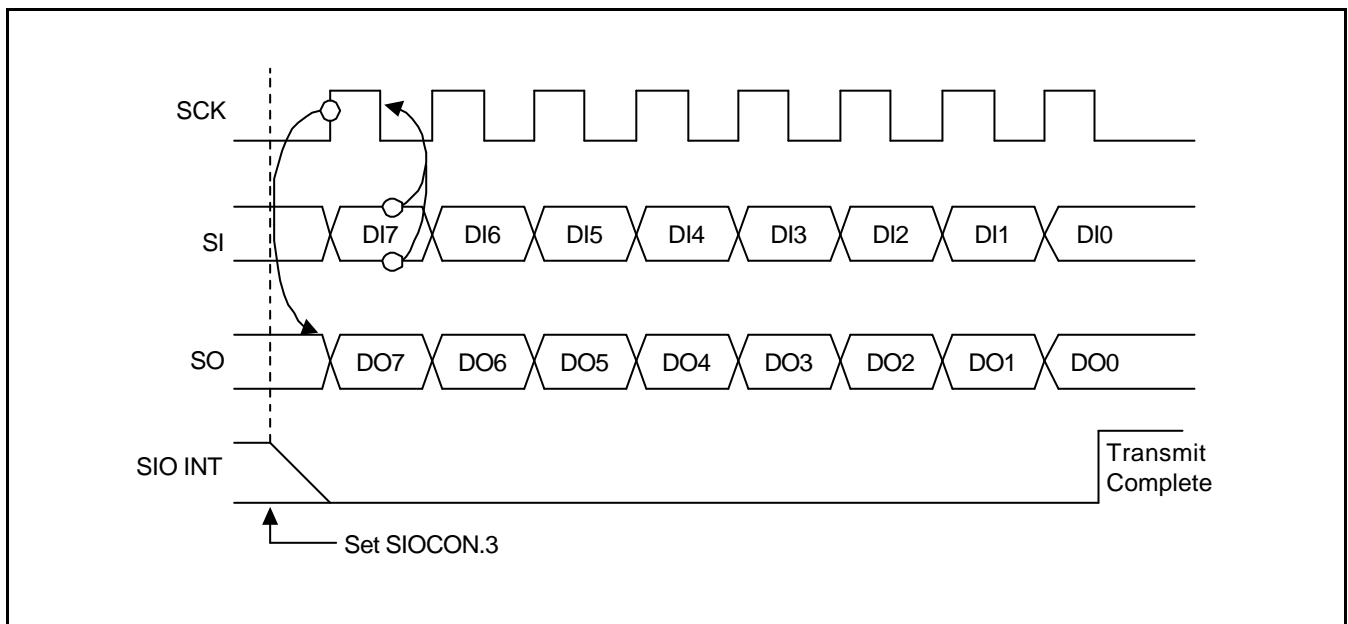 SCK
SI
DI7 DI6 DI5 DI4 DI3 DI2 DI1 DI0
SO
DO7 DO6 DO5 DO4 DO3 DO2 DO1 DO0
SIO INT
Transmit
Complete
Set SIOCON.3